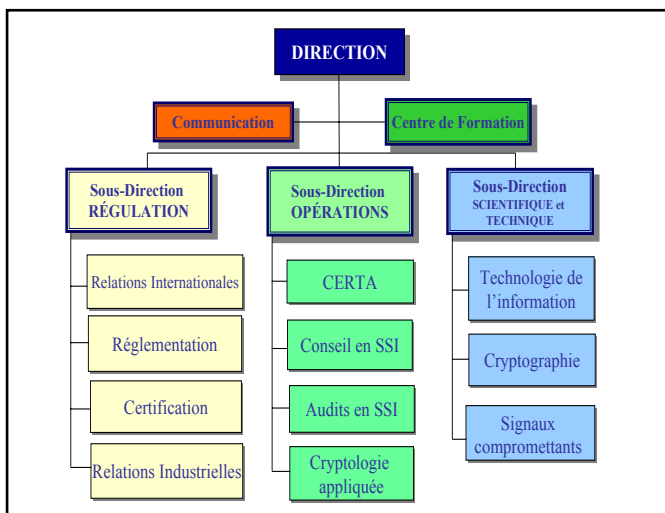 DIRECTION
Communication
Centre de Formation
Sous-Direction
RÉGULATION
Relations Internationales
Réglementation
Certification
Relations Industrielles
Sous-Direction
OPÉRATIONS
CERTA
Conseil en SSI
Audits en SSI
Cryptologie
appliquée
Sous-Direction
SCIENTIFIQUE et
TECHNIQUE
Technologie de
l’information
Cryptographie
Signaux
compromettants